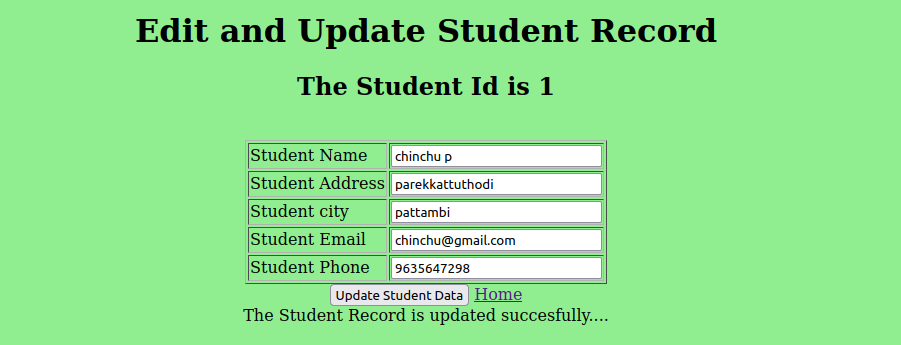 Edit and Update Student Record
The Student Id is 1
Student Name chinchu p
Student Address parekkattuthodi
Student city pattambi
Student Email chinchu@gmail.com
Student Phone 9635647298
Update Student Data Home
The Student Record is updated succesfully....